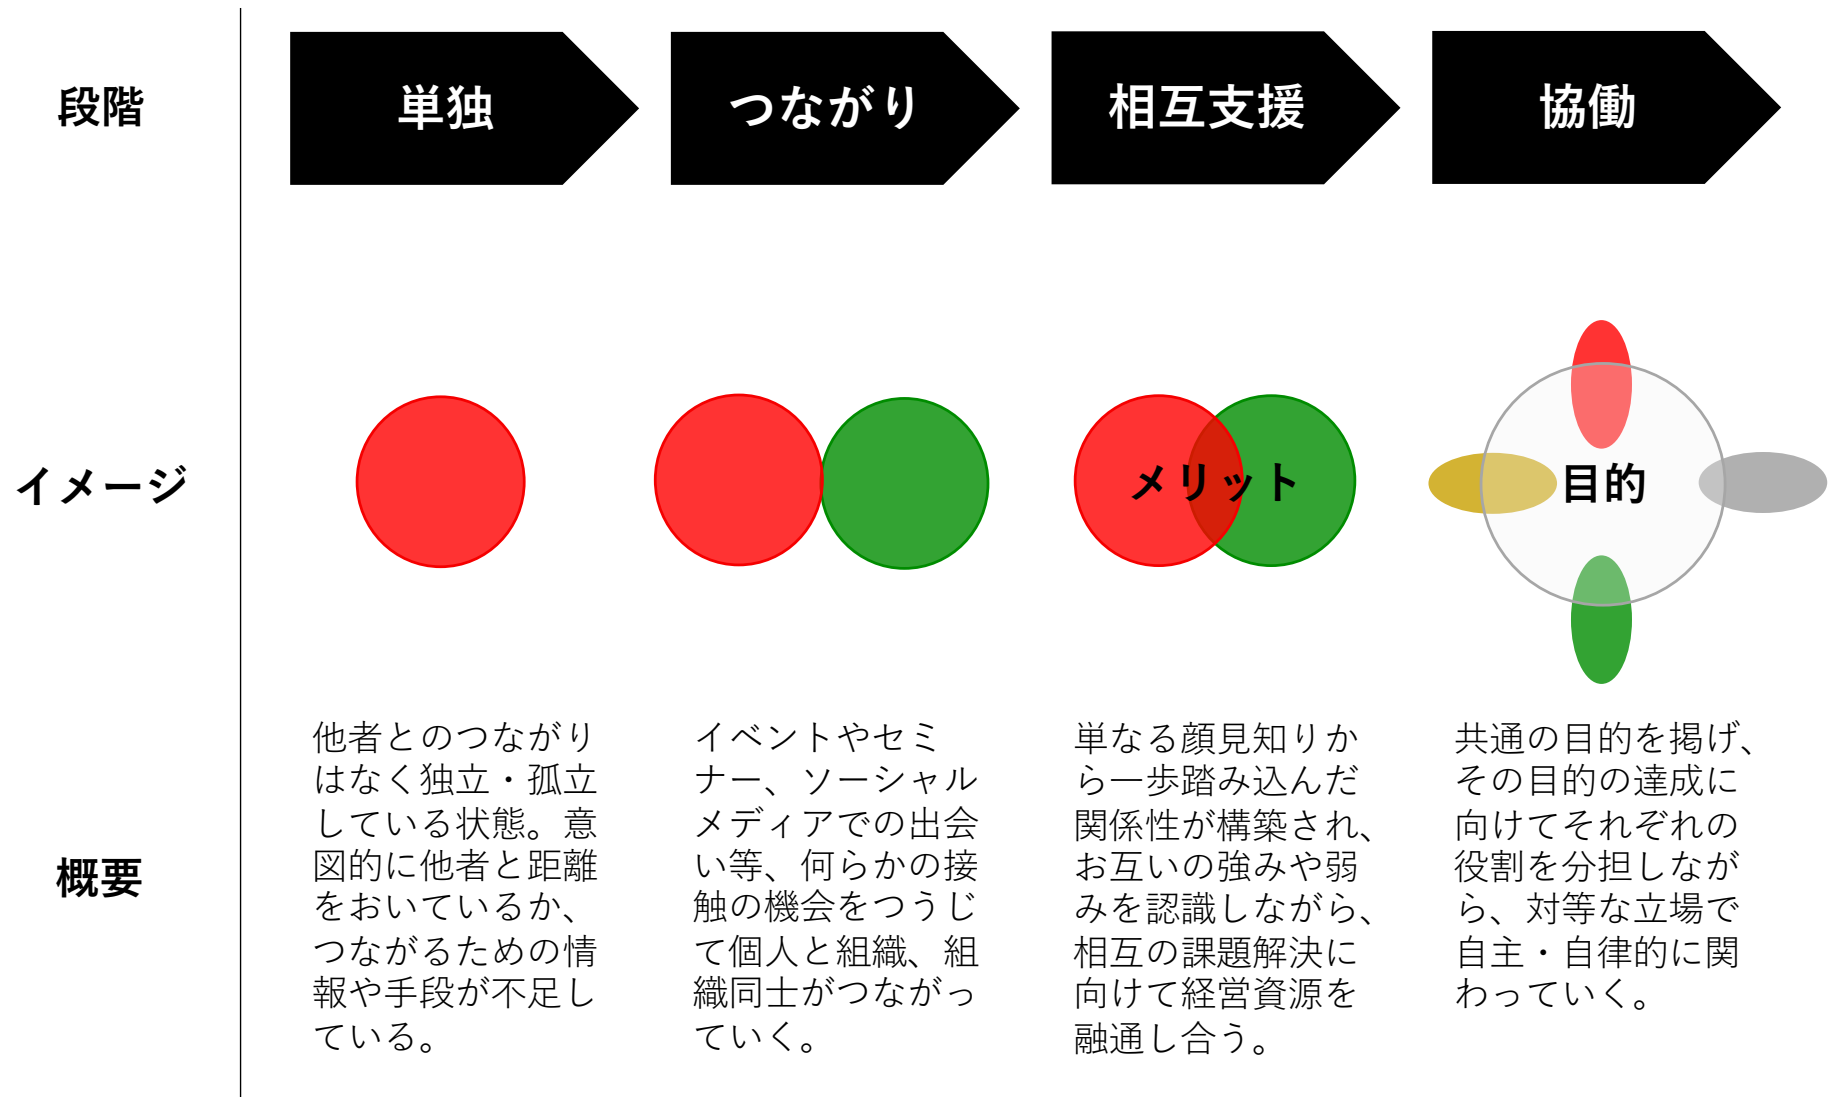 段階
単独
つながり
相互支援
協働
イメージ
メリット
目的
概要
他者とのつながり
はなく独立・孤立
している状態。意
図的に他者と距離
をおいているか、
つながるための情
報や手段が不足し
ている。
イベントやセミ
ナー、ソーシャル
メディアでの出会
い等、何らかの接
触の機会をつうじ
て個人と組織、組
織同士がつながっ
ていく。
単なる顔見知りか
ら一歩踏み込んだ
関係性が構築され、
お互いの強みや弱
みを認識しながら、
相互の課題解決に
向けて経営資源を
融通し合う。
共通の目的を掲げ、
その目的の達成に
向けてそれぞれの
役割を分担しなが
ら、対等な立場で
自主・自律的に関
わっていく。